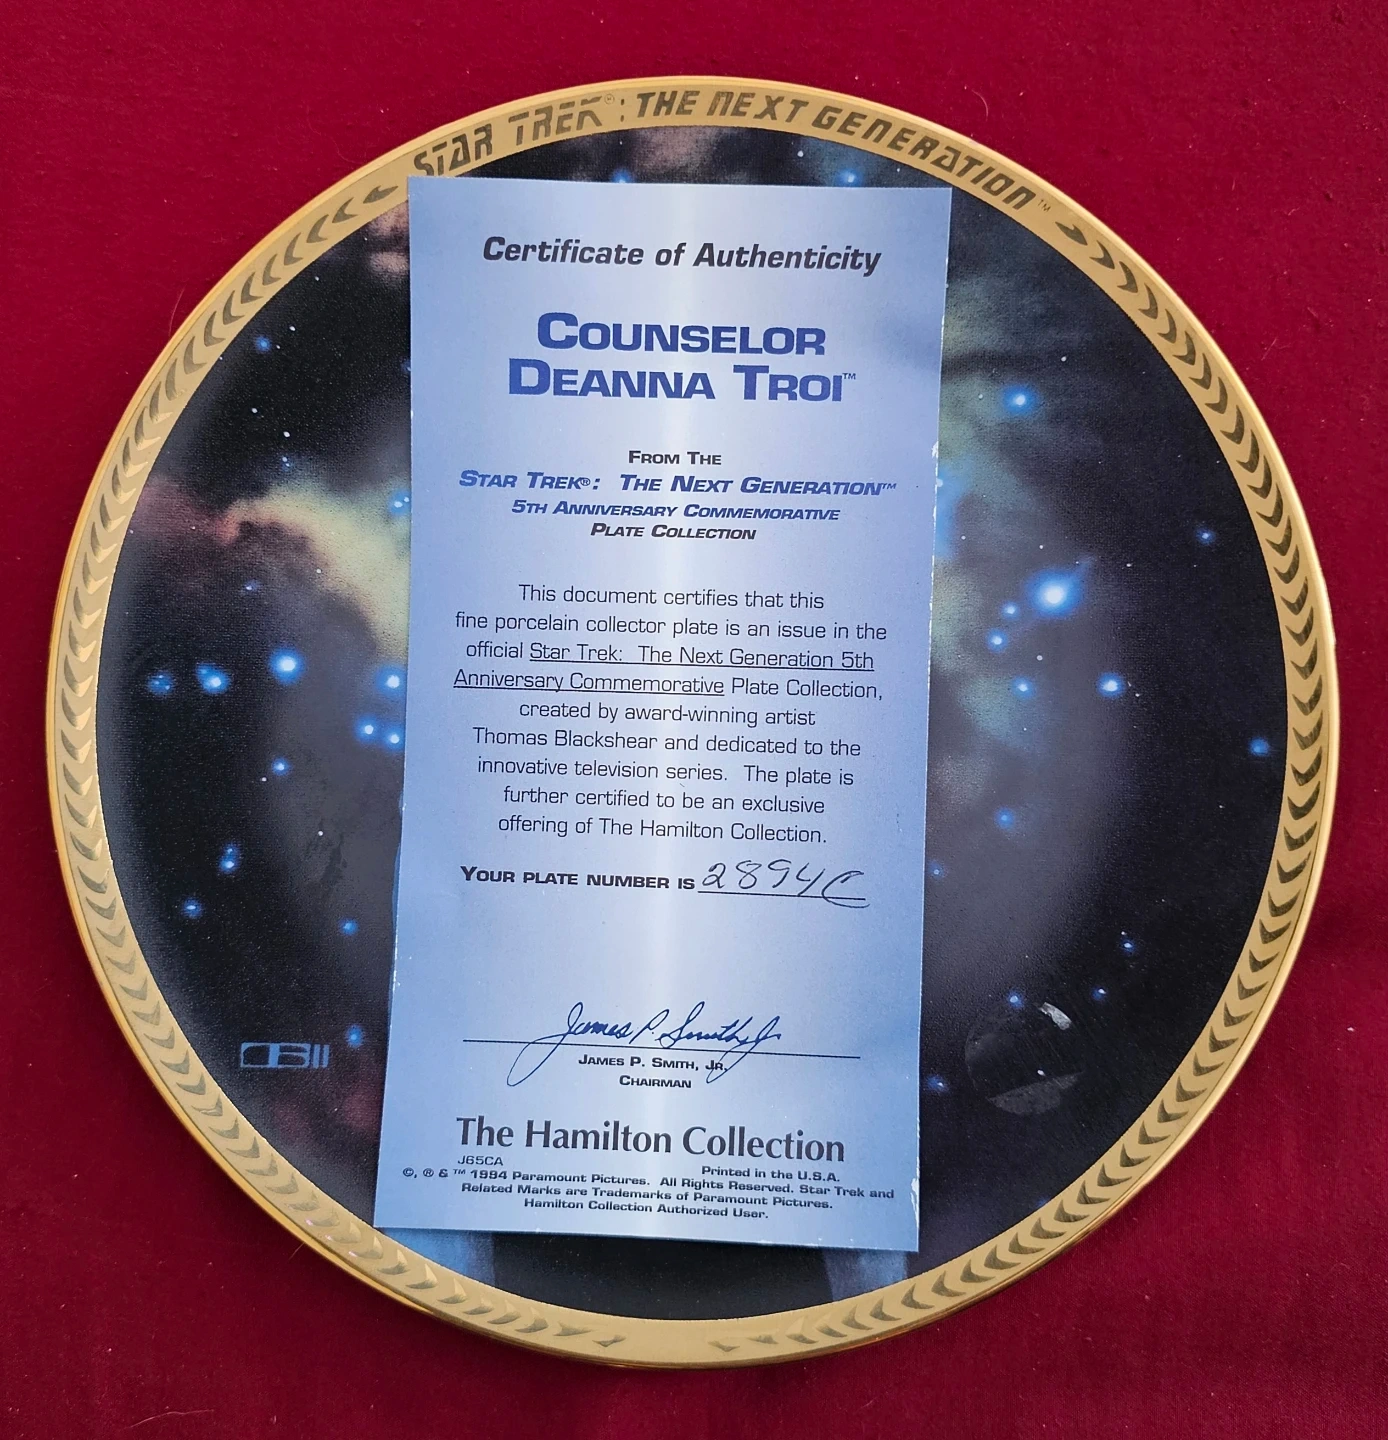 STAR TREK®: THE NEXT GENERATION™
Certificate of Authenticity
COUNSELOR
DEANNA TROI™
FROM THE
STAR TREK®: THE NEXT GENERATION™
5TH ANNIVERSARY COMMEMORATIVE
PLATE COLLECTION
This document certifies that this
fine porcelain collector plate is an issue in the
official Star Trek: The Next Generation 5th
Anniversary Commemorative Plate Collection,
created by award-winning artist
Thomas Blackshear and dedicated to the
innovative television series. The plate is
further certified to be an exclusive
offering of The Hamilton Collection.
YOUR PLATE NUMBER IS 2894C
James P. Smith, Jr.
JAMES P. SMITH, JR.
CHAIRMAN
The Hamilton Collection
J65CA Printed in the U.S.A.
©, ® & ™ 1994 Paramount Pictures. All Rights Reserved. Star Trek and
Related Marks are Trademarks of Paramount Pictures.
Hamilton Collection Authorized User.